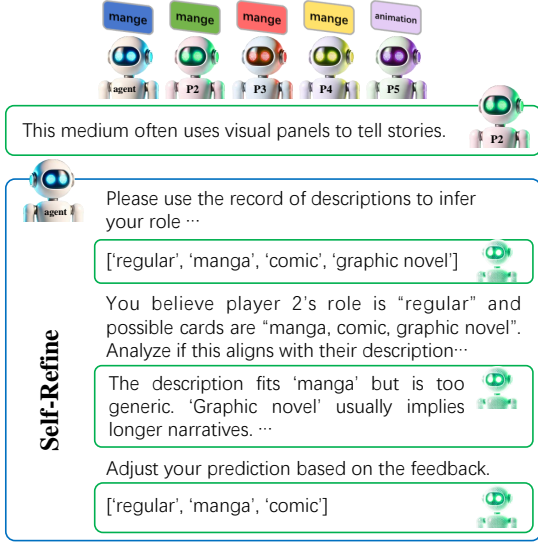 mange mange mange mange animation
agent P2 P3 P4 P5
This medium often uses visual panels to tell stories.
P2
agent
Please use the record of descriptions to infer
your role ···
[‘regular’, ‘manga’, ‘comic’, ‘graphic novel’]
You believe player 2’s role is “regular” and
possible cards are “manga, comic, graphic novel”.
Analyze if this aligns with their description···
Self-Refine
The description fits ‘manga’ but is too
generic. ‘Graphic novel’ usually implies
longer narratives. ···
Adjust your prediction based on the feedback.
[‘regular’, ‘manga’, ‘comic’]